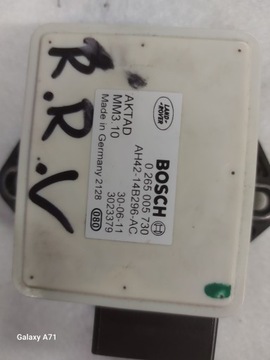 R.R.V
LAND-
-ROVER
BOSCH
0 265 005 730
AH42-14B296-AC
AKTAD
MM3.10
Made in Germany 2128
30-06-11
3023379
080
Galaxy A71